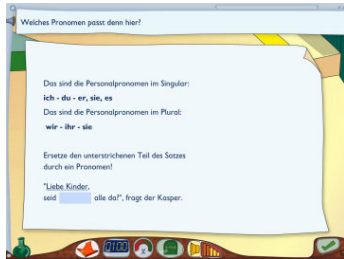 Welches Pronomen passt denn hier?
Das sind die Personalpronomen im Singular:
ich - du - er, sie, es
Das sind die Personalpronomen im Plural:
wir - ihr - sie
Ersetze den unterstrichenen Teil des Satzes
durch ein Pronomen!
"Liebe Kinder,
seid alle da?", fragt der Kasper.